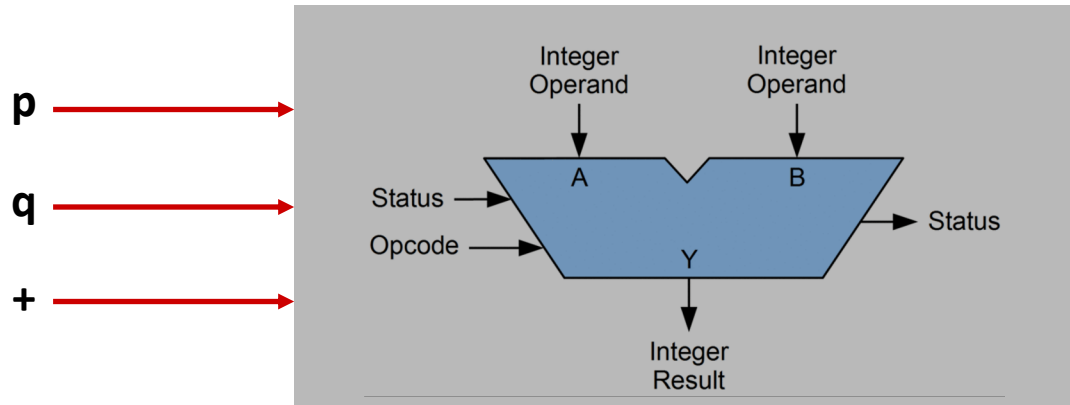 p
q
+
Integer
Operand
Integer
Operand
A
B
Status
Opcode
Status
Y
Integer
Result